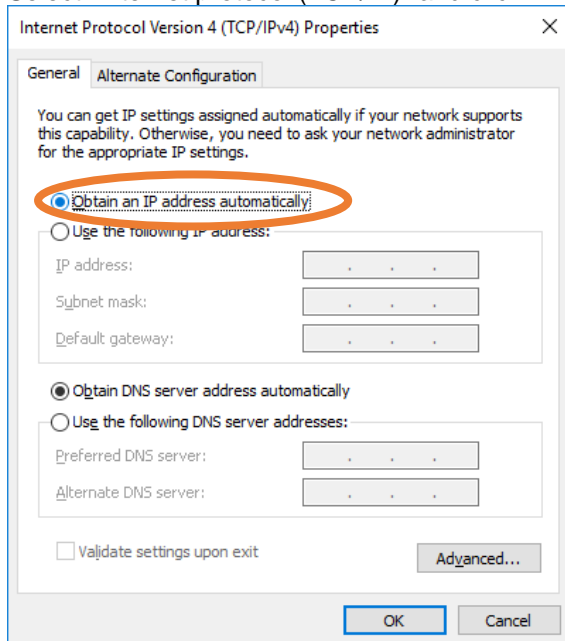 Internet Protocol Version 4 (TCP/IPv4) Properties
General Alternate Configuration
You can get IP settings assigned automatically if your network supports
this capability. Otherwise, you need to ask your network administrator
for the appropriate IP settings.
Obtain an IP address automatically
Use the following IP address:
IP address: . . .
Subnet mask: . . .
Default gateway: . . .
Obtain DNS server address automatically
Use the following DNS server addresses:
Preferred DNS server: . . .
Alternate DNS server: . . .
Validate settings upon exit
Advanced...
OK Cancel